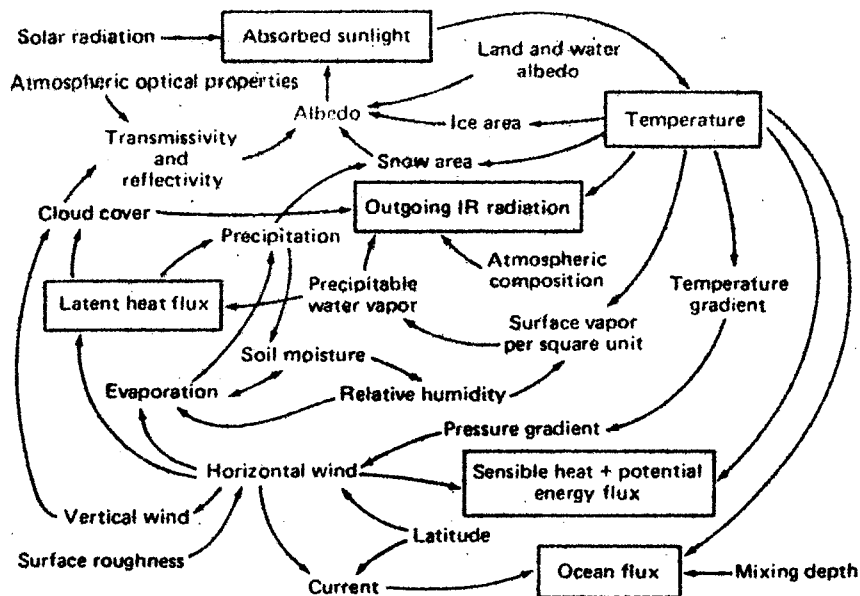 Solar radiation
Absorbed sunlight
Land and water
albedo
Atmospheric optical properties
Albedo
Ice area
Temperature
Transmissivity
and
reflectivity
Snow area
Cloud cover
Outgoing IR radiation
Precipitation
Atmospheric
composition
Temperature
gradient
Latent heat flux
Precipitable
water vapor
Surface vapor
per square unit
Soil moisture
Evaporation
Relative humidity
Pressure gradient
Horizontal wind
Sensible heat + potential
energy flux
Vertical wind
Latitude
Surface roughness
Current
Ocean flux
Mixing depth